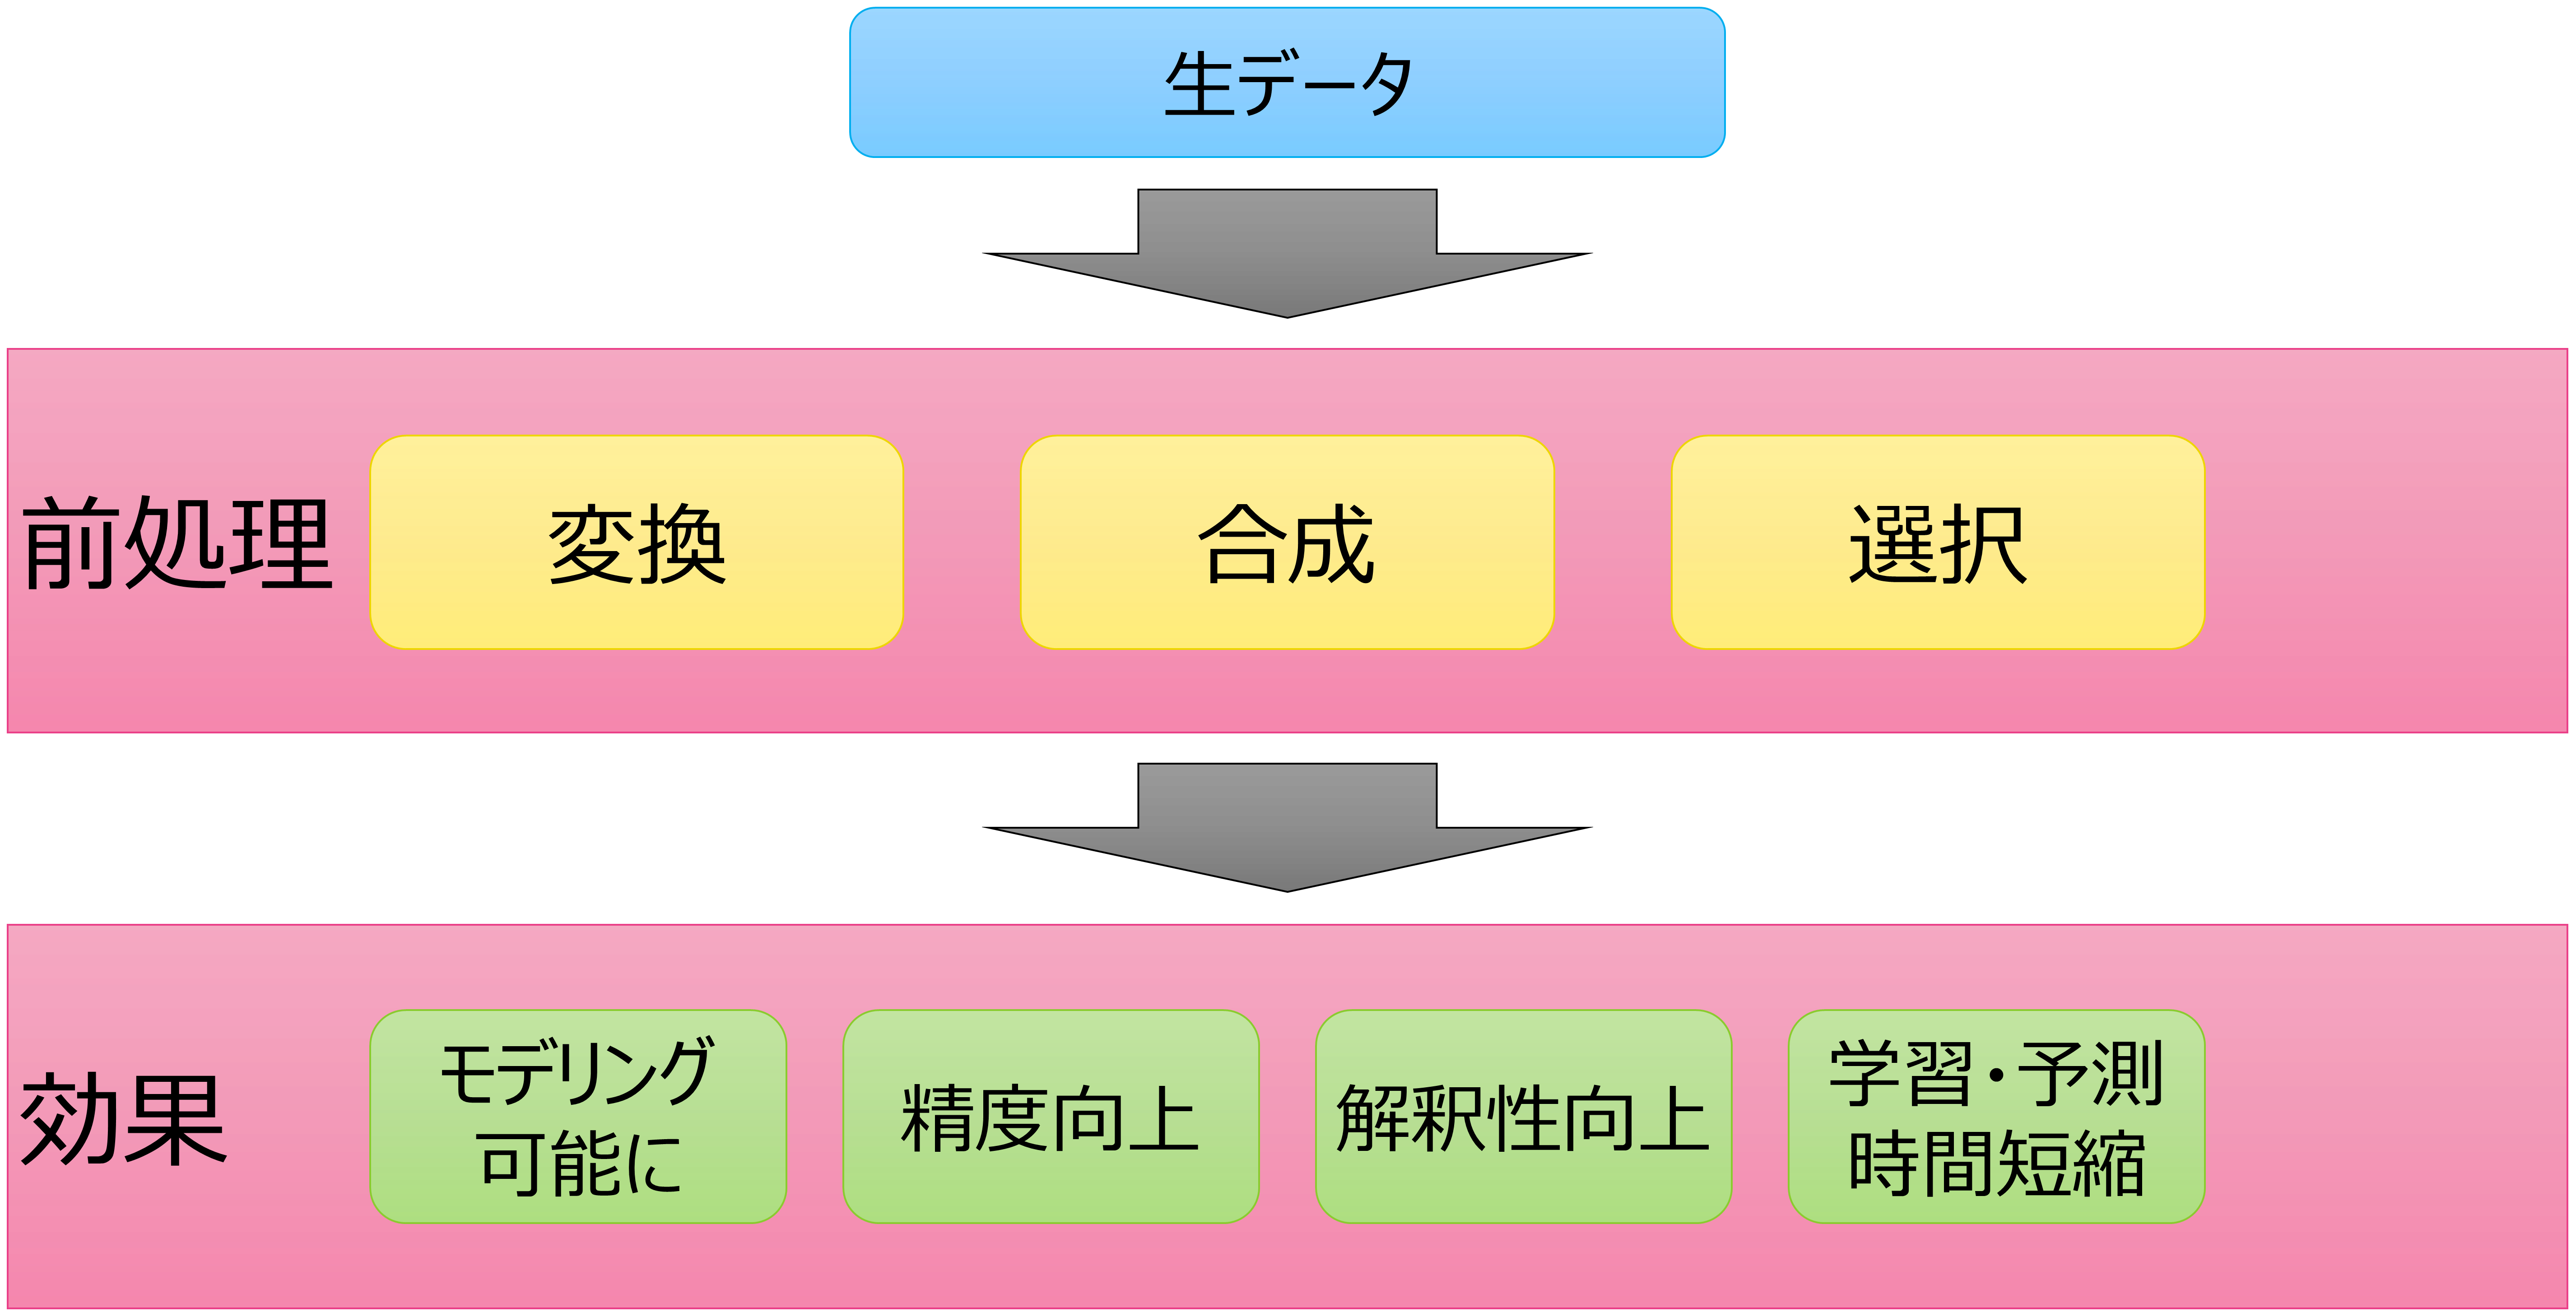 生データ
前処理
変換
合成
選択
効果
モデリング
可能に
精度向上
解釈性向上
学習・予測
時間短縮